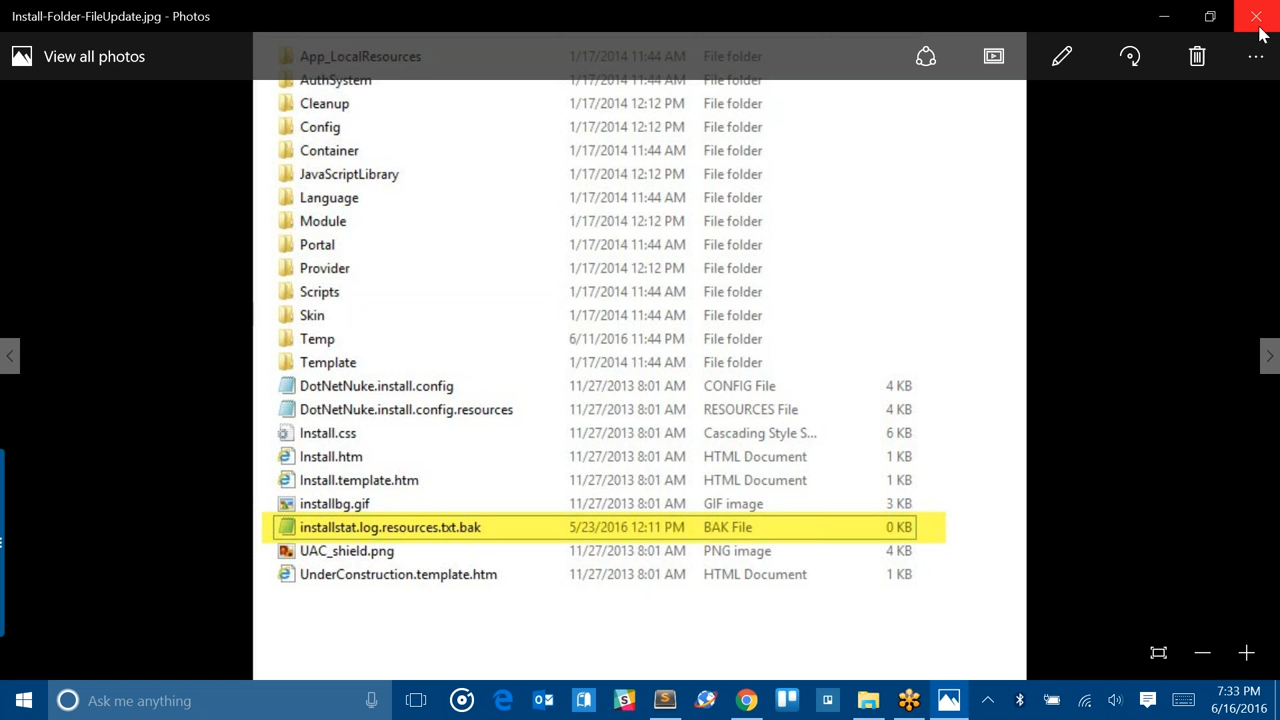 Install-Folder-FileUpdate.jpg - Photos
View all photos
App_LocalResources 1/17/2014 11:44 AM File folder
AuthSystem 1/17/2014 11:44 AM File folder
Cleanup 1/17/2014 12:12 PM File folder
Config 1/17/2014 12:12 PM File folder
Container 1/17/2014 11:44 AM File folder
JavaScriptLibrary 1/17/2014 12:12 PM File folder
Language 1/17/2014 11:44 AM File folder
Module 1/17/2014 12:12 PM File folder
Portal 1/17/2014 11:44 AM File folder
Provider 1/17/2014 12:12 PM File folder
Scripts 1/17/2014 11:44 AM File folder
Skin 1/17/2014 11:44 AM File folder
Temp 6/11/2016 11:44 PM File folder
Template 1/17/2014 11:44 AM File folder
DotNetNuke.install.config 11/27/2013 8:01 AM CONFIG File 4 KB
DotNetNuke.install.config.resources 11/27/2013 8:01 AM RESOURCES File 4 KB
Install.css 11/27/2013 8:01 AM Cascading Style S... 6 KB
Install.htm 11/27/2013 8:01 AM HTML Document 1 KB
Install.template.htm 11/27/2013 8:01 AM HTML Document 1 KB
installbg.gif 11/27/2013 8:01 AM GIF image 3 KB
installstat.log.resources.txt.bak 5/23/2016 12:11 PM BAK File 0 KB
UAC_shield.png 11/27/2013 8:01 AM PNG image 4 KB
UnderConstruction.template.htm 11/27/2013 8:01 AM HTML Document 1 KB
Ask me anything
7:33 PM
6/16/2016